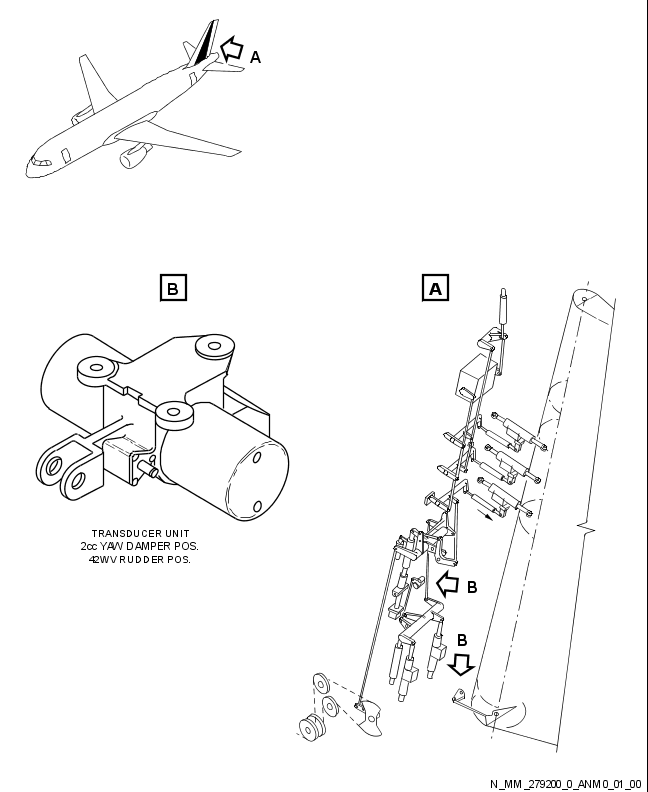 A
B
A
TRANSDUCER UNIT
2cc YAW DAMPER POS.
42WV RUDDER POS.
B
B
N_MM_279200_0_ANM0_01_00